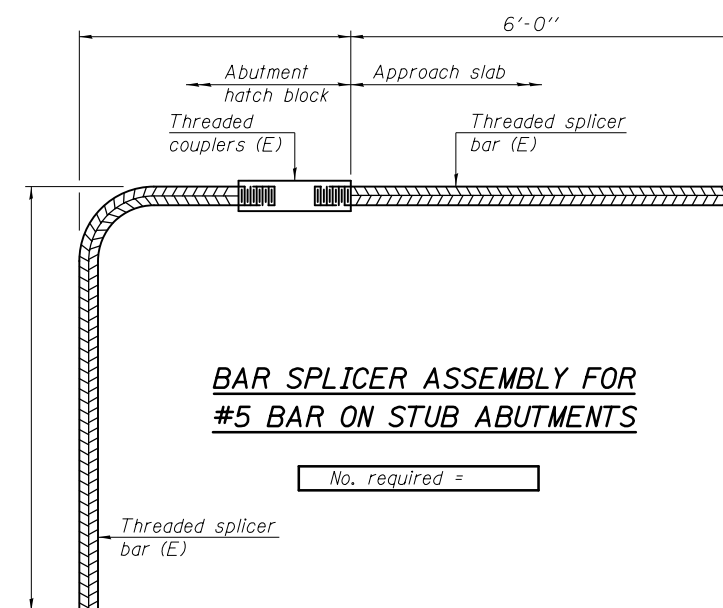 6'-0"
Abutment
hatch block
Approach slab
Threaded
couplers (E)
Threaded splicer
bar (E)
BAR SPLICER ASSEMBLY FOR
#5 BAR ON STUB ABUTMENTS
No. required =
Threaded splicer
bar (E)